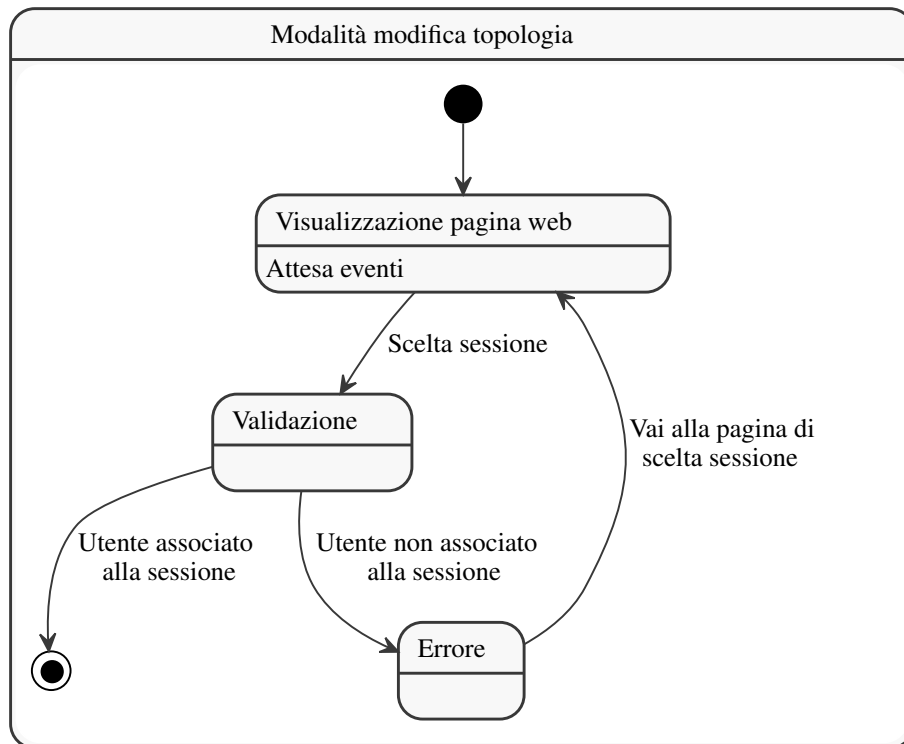 Modalità modifica topologia
Visualizzazione pagina web
Attesa eventi
Scelta sessione
Validazione
Vai alla pagina di
scelta sessione
Utente associato
alla sessione
Utente non associato
alla sessione
Errore